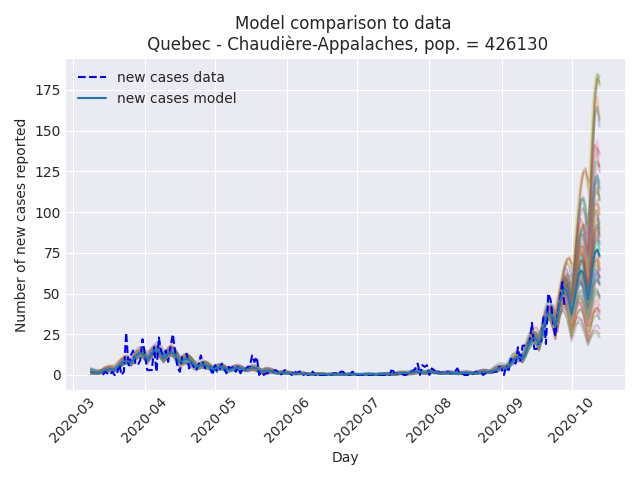 Model comparison to data
Quebec - Chaudière-Appalaches, pop. = 426130
new cases data
new cases model
Number of new cases reported
175
150
125
100
75
50
25
0
2020-03
2020-04
2020-05
2020-06
2020-07
2020-08
2020-09
2020-10
Day